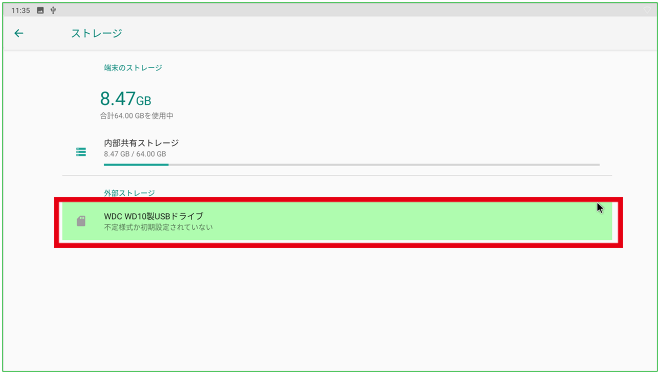 11:35
ストレージ
端末のストレージ
8.47GB
合計64.00 GBを使用中
内部共有ストレージ
8.47 GB / 64.00 GB
外部ストレージ
WDC WD10製USBドライブ
不定様式か初期設定されていない